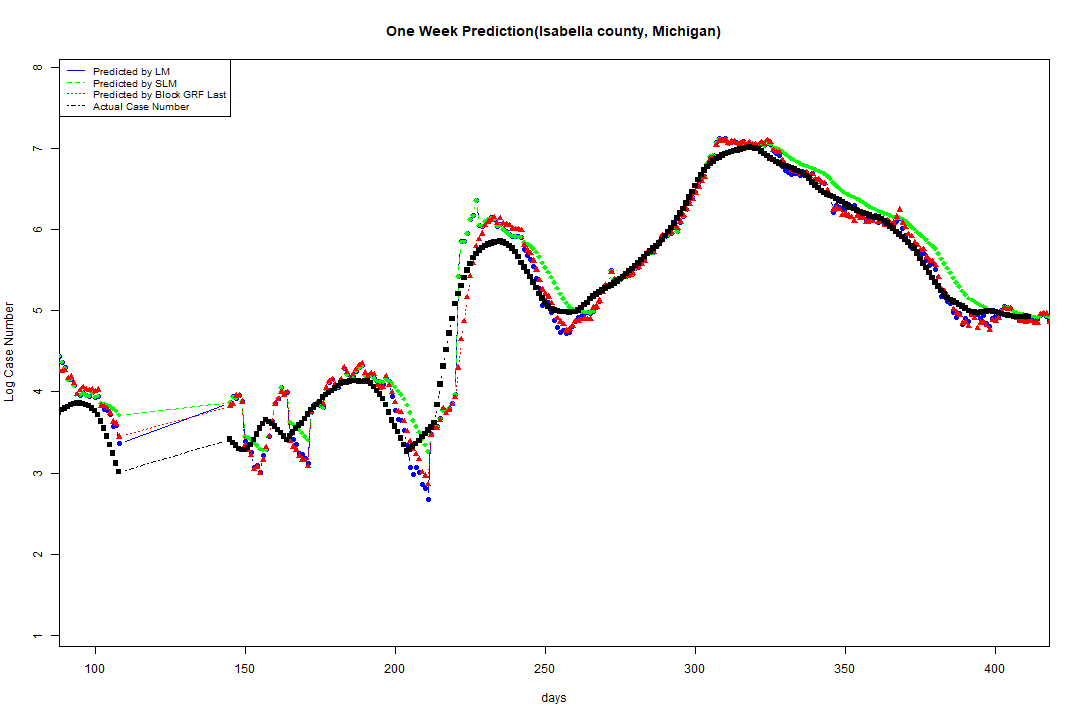 One Week Prediction(Isabella county, Michigan)
Predicted by LM
Predicted by SLM
Predicted by Block GRF Last
Actual Case Number
Log Case Number
8
7
6
5
4
3
2
1
100 150 200 250 300 350 400
days